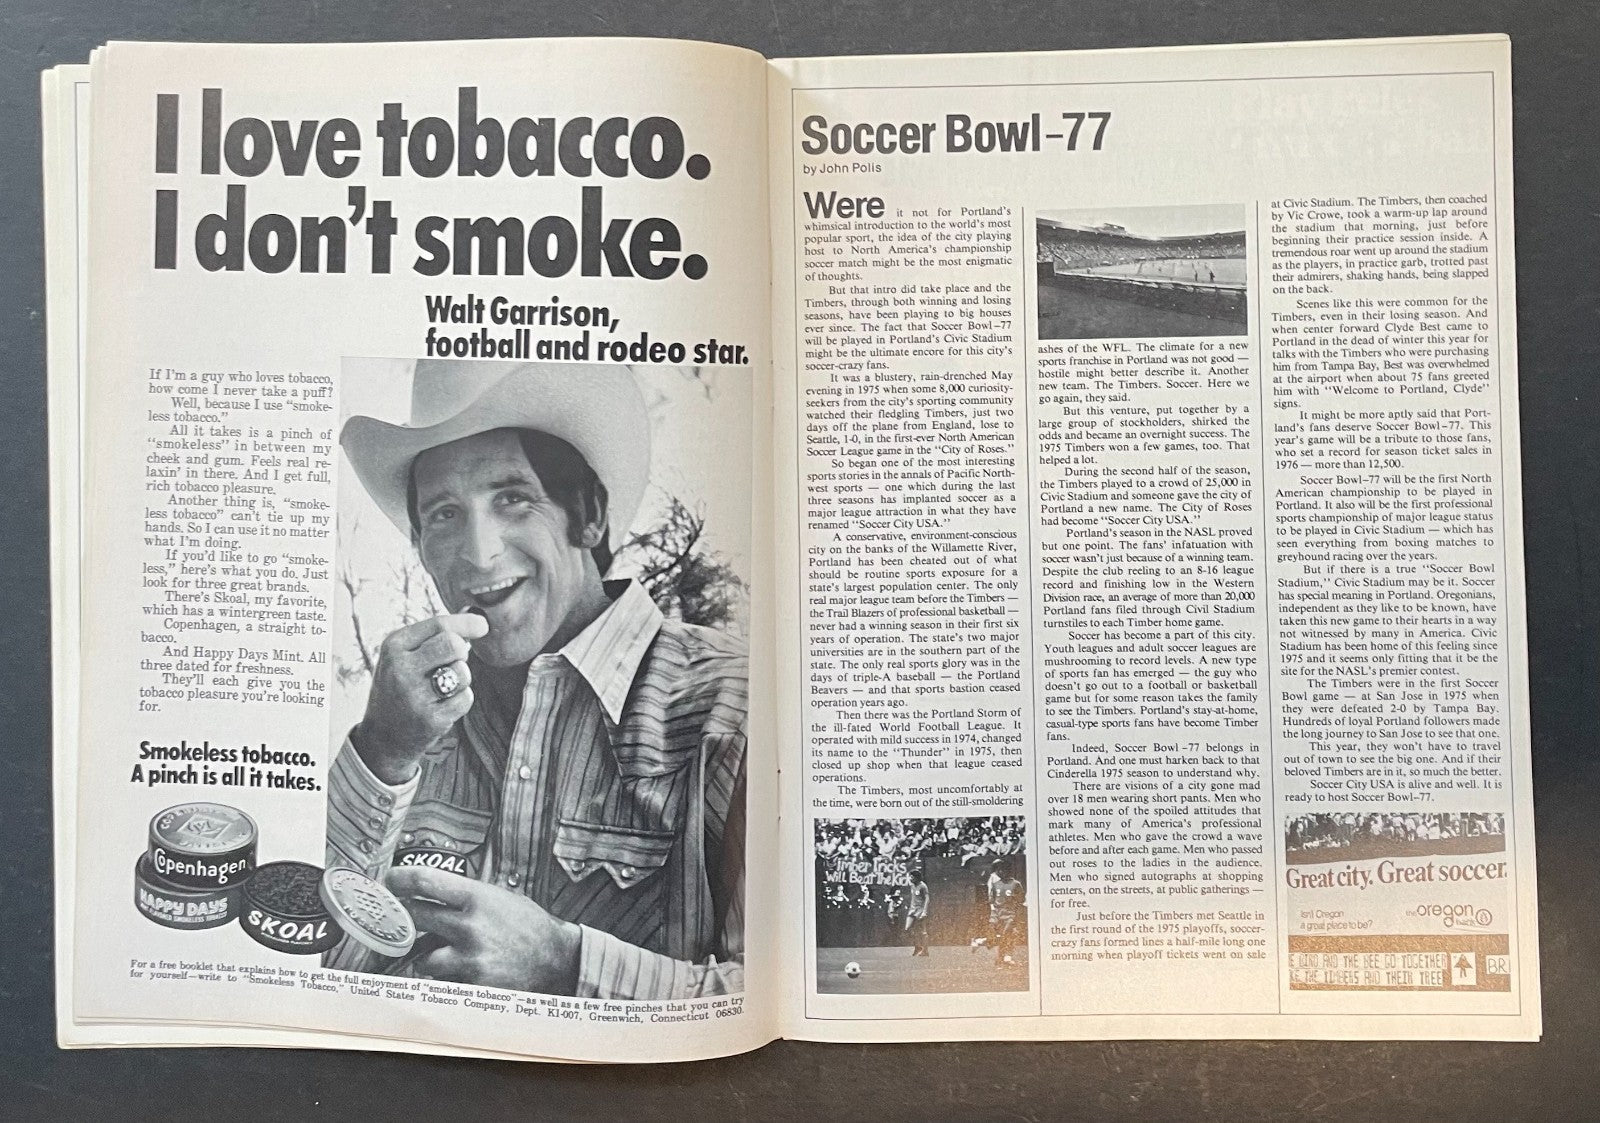 I love tobacco.
I don't smoke.
Walt Garrison,
football and rodeo star.
If I'm a guy who loves tobacco,
how come I never take a puff?
Well, because I use "smoke-
less tobacco."
All it takes is a pinch of
"smokeless" in between my
cheek and gum. Feels real re-
laxin' in there. And I get full,
rich tobacco pleasure.
Another thing is, "smoke-
less tobacco" can't tie up my
hands. So I can use it no matter
what I'm doing.
If you'd like to go "smoke-
less," here's what you do. Just
look for three great brands.
There's Skoal, my favorite,
which has a wintergreen taste.
Copenhagen, a straight to-
bacco.
And Happy Days Mint. All
three dated for freshness.
They'll each give you the
tobacco pleasure you're looking
for.
Smokeless tobacco.
A pinch is all it takes.
Copenhagen
HAPPY DAYS
SKOAL
SKOAL
For a free booklet that explains how to get the full enjoyment of "smokeless tobacco"—as well as a few free pinches that you can try
for yourself—write to "Smokeless Tobacco," United States Tobacco Company, Dept. K1-007, Greenwich, Connecticut 06830.
Soccer Bowl–77
by John Polis
Were it not for Portland's
whimsical introduction to the world's most
popular sport, the idea of the city playing
host to North America's championship
soccer match might be the most enigmatic
of thoughts.
But that intro did take place and the
Timbers, through both winning and losing
seasons, have been playing to big houses
ever since. The fact that Soccer Bowl–77
will be played in Portland's Civic Stadium
might be the ultimate encore for this city's
soccer-crazy fans.
It was a blustery, rain-drenched May
evening in 1975 when some 8,000 curiosity-
seekers from the city's sporting community
watched their fledgling Timbers, just two
days off the plane from England, lose to
Seattle, 1-0, in the first-ever North American
Soccer League game in the "City of Roses."
So began one of the most interesting
sports stories in the annals of Pacific North-
west sports — one which during the last
three seasons has implanted soccer as a
major league attraction in what they have
renamed "Soccer City USA."
A conservative, environment-conscious
city on the banks of the Willamette River,
Portland has been cheated out of what
should be routine sports exposure for a
state's largest population center. The only
real major league team before the Timbers —
the Trail Blazers of professional basketball —
never had a winning season in their first six
years of operation. The state's two major
universities are in the southern part of the
state. The only real sports glory was in the
days of triple-A baseball — the Portland
Beavers — and that sports bastion ceased
operation years ago.
Then there was the Portland Storm of
the ill-fated World Football League. It
operated with mild success in 1974, changed
its name to the "Thunder" in 1975, then
closed up shop when that league ceased
operations.
The Timbers, most uncomfortably at
the time, were born out of the still-smoldering
Timber Tricks
Will Beat The Kick
ashes of the WFL. The climate for a new
sports franchise in Portland was not good —
hostile might better describe it. Another
new team. The Timbers. Soccer. Here we
go again, they said.
But this venture, put together by a
large group of stockholders, shirked the
odds and became an overnight success. The
1975 Timbers won a few games, too. That
helped a lot.
During the second half of the season,
the Timbers played to a crowd of 25,000 in
Civic Stadium and someone gave the city of
Portland a new name. The City of Roses
had become "Soccer City USA."
Portland's season in the NASL proved
but one point. The fans' infatuation with
soccer wasn't just because of a winning team.
Despite the club reeling to an 8-16 league
record and finishing low in the Western
Division race, an average of more than 20,000
Portland fans filed through Civil Stadium
turnstiles to each Timber home game.
Soccer has become a part of this city.
Youth leagues and adult soccer leagues are
mushrooming to record levels. A new type
of sports fan has emerged — the guy who
doesn't go out to a football or basketball
game but for some reason takes the family
to see the Timbers. Portland's stay-at-home,
casual-type sports fans have become Timber
fans.
Indeed, Soccer Bowl–77 belongs in
Portland. And one must harken back to that
Cinderella 1975 season to understand why.
There are visions of a city gone mad
over 18 men wearing short pants. Men who
showed none of the spoiled attitudes that
mark many of America's professional
athletes. Men who gave the crowd a wave
before and after each game. Men who passed
out roses to the ladies in the audience.
Men who signed autographs at shopping
centers, on the streets, at public gatherings —
for free.
Just before the Timbers met Seattle in
the first round of the 1975 playoffs, soccer-
crazy fans formed lines a half-mile long one
morning when playoff tickets went on sale
at Civic Stadium. The Timbers, then coached
by Vic Crowe, took a warm-up lap around
the stadium that morning, just before
beginning their practice session inside. A
tremendous roar went up around the stadium
as the players, in practice garb, trotted past
their admirers, shaking hands, being slapped
on the back.
Scenes like this were common for the
Timbers, even in their losing season. And
when center forward Clyde Best came to
Portland in the dead of winter this year for
talks with the Timbers who were purchasing
him from Tampa Bay, Best was overwhelmed
at the airport when about 75 fans greeted
him with "Welcome to Portland, Clyde"
signs.
It might be more aptly said that Port-
land's fans deserve Soccer Bowl–77. This
year's game will be a tribute to those fans,
who set a record for season ticket sales in
1976 — more than 12,500.
Soccer Bowl–77 will be the first North
American championship to be played in
Portland. It also will be the first professional
sports championship of major league status
to be played in Civic Stadium — which has
seen everything from boxing matches to
greyhound racing over the years.
But if there is a true "Soccer Bowl
Stadium," Civic Stadium may be it. Soccer
has special meaning in Portland. Oregonians,
independent as they like to be known, have
taken this new game to their hearts in a way
not witnessed by many in America. Civic
Stadium has been home of this feeling since
1975 and it seems only fitting that it be the
site for the NASL's premier contest.
The Timbers were in the first Soccer
Bowl game — at San Jose in 1975 when
they were defeated 2-0 by Tampa Bay.
Hundreds of loyal Portland followers made
the long journey to San Jose to see that one.
This year, they won't have to travel
out of town to see the big one. And if their
beloved Timbers are in it, so much the better.
Soccer City USA is alive and well. It is
ready to host Soccer Bowl–77.
Great city. Great soccer.
Isn't Oregon
a great place to be?
the oregon
bank
E DINO AND THE BEE GO TOGETHER
KE THE TIMBERS AND THEIR TREE
BR